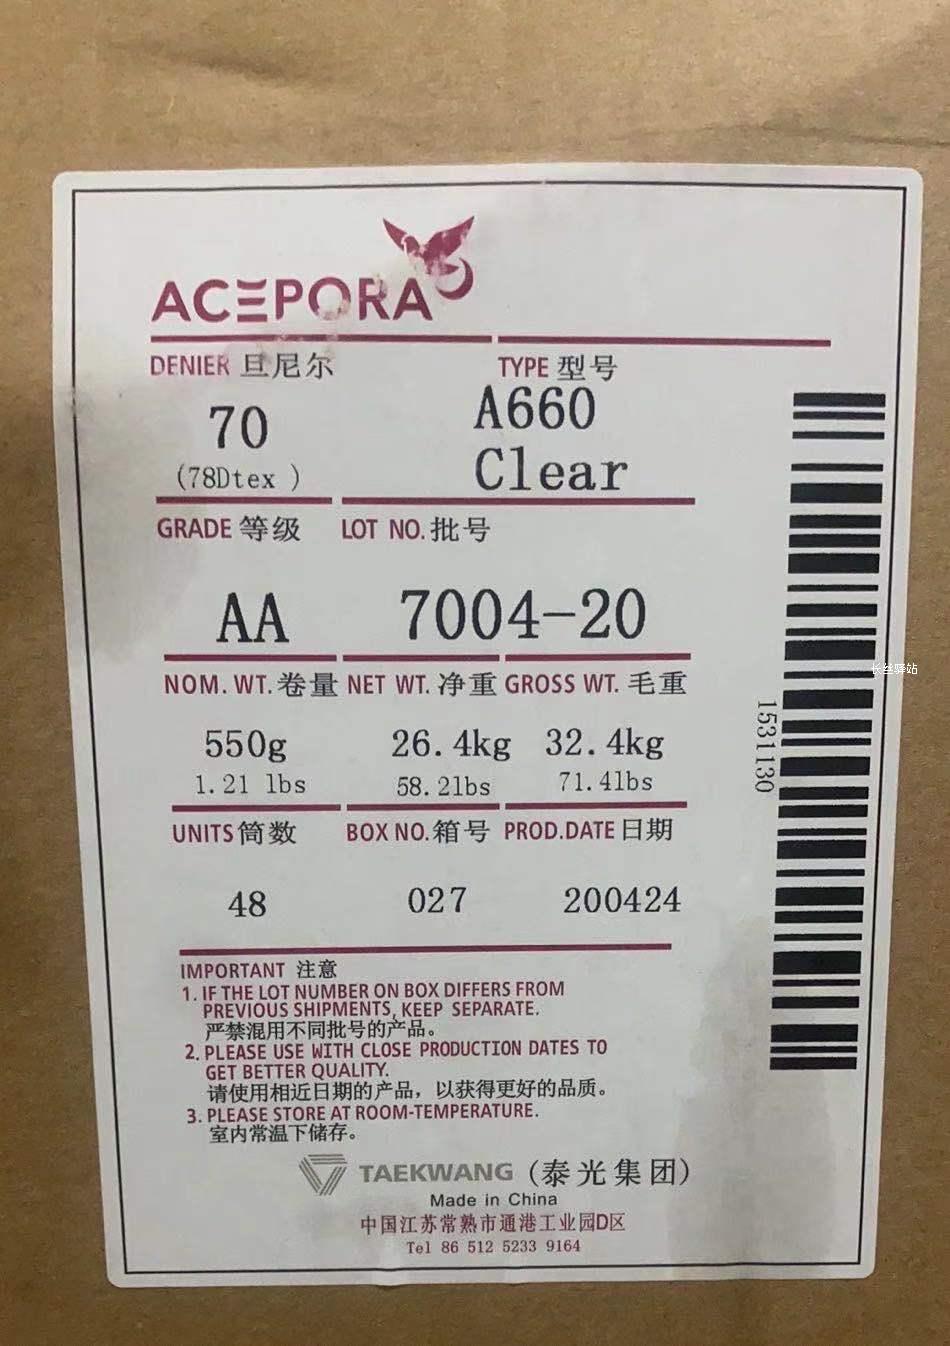 ACEPORA
DENIER 旦尼尔 TYPE 型号
70 A660
(78Dtex ) Clear
GRADE 等级 LOT NO. 批号
AA 7004-20
NOM. WT. 卷量 NET WT. 净重 GROSS WT. 毛重
550g 26.4kg 32.4kg
1.21 lbs 58.2lbs 71.4lbs
UNITS 筒数 BOX NO. 箱号 PROD.DATE 日期
48 027 200424
1531130
长丝驿站
IMPORTANT 注意
1. IF THE LOT NUMBER ON BOX DIFFERS FROM
PREVIOUS SHIPMENTS, KEEP SEPARATE.
严禁混用不同批号的产品。
2. PLEASE USE WITH CLOSE PRODUCTION DATES TO
GET BETTER QUALITY.
请使用相近日期的产品，以获得更好的品质。
3. PLEASE STORE AT ROOM-TEMPERATURE.
室内常温下储存。
TAEKWANG (泰光集团)
Made in China
中国江苏常熟市通港工业园D区
Tel 86 512 5233 9164